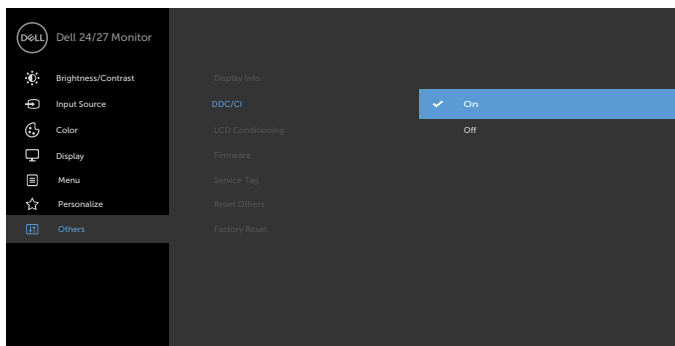 DELL
Dell 24/27 Monitor
Brightness/Contrast
Input Source
Color
Display
Menu
Personalize
Others
Display Info
DDC/CI
LCD Conditioning
Firmware
Service Tag
Reset Others
Factory Reset
On
Off